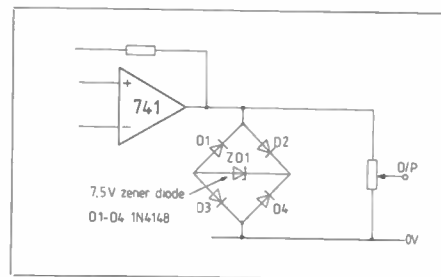 +
741
−
D1
D2
ZD1
7.5V zener diode
D3
D4
D1-D4 1N4148
O/P
0V